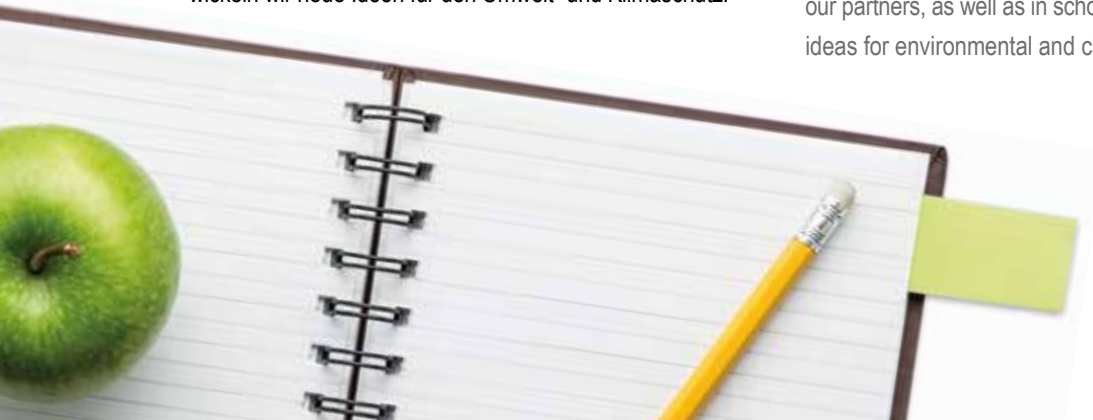 wickeln wir neue Ideen für den Umwelt- und Klimaschutz.
our partners, as well as in
ideas for environmental and